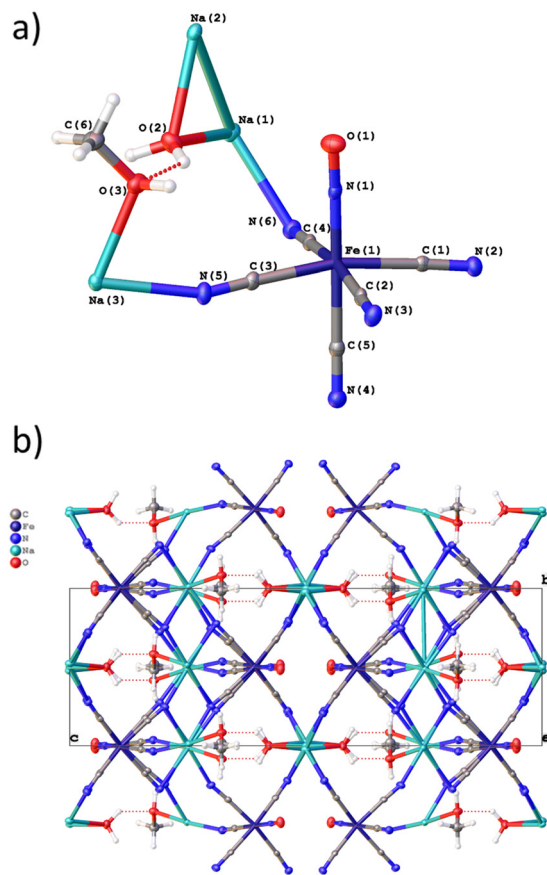 a)
Na(2)
C(6)
O(2)
Na(1)
O(1)
O(3)
N(1)
N(6)
C(4)
Fe(1)
C(1)
N(2)
Na(3)
N(5)
C(3)
C(2)
N(3)
C(5)
N(4)
b)
C
Fe
N
Na
O
b
c
a